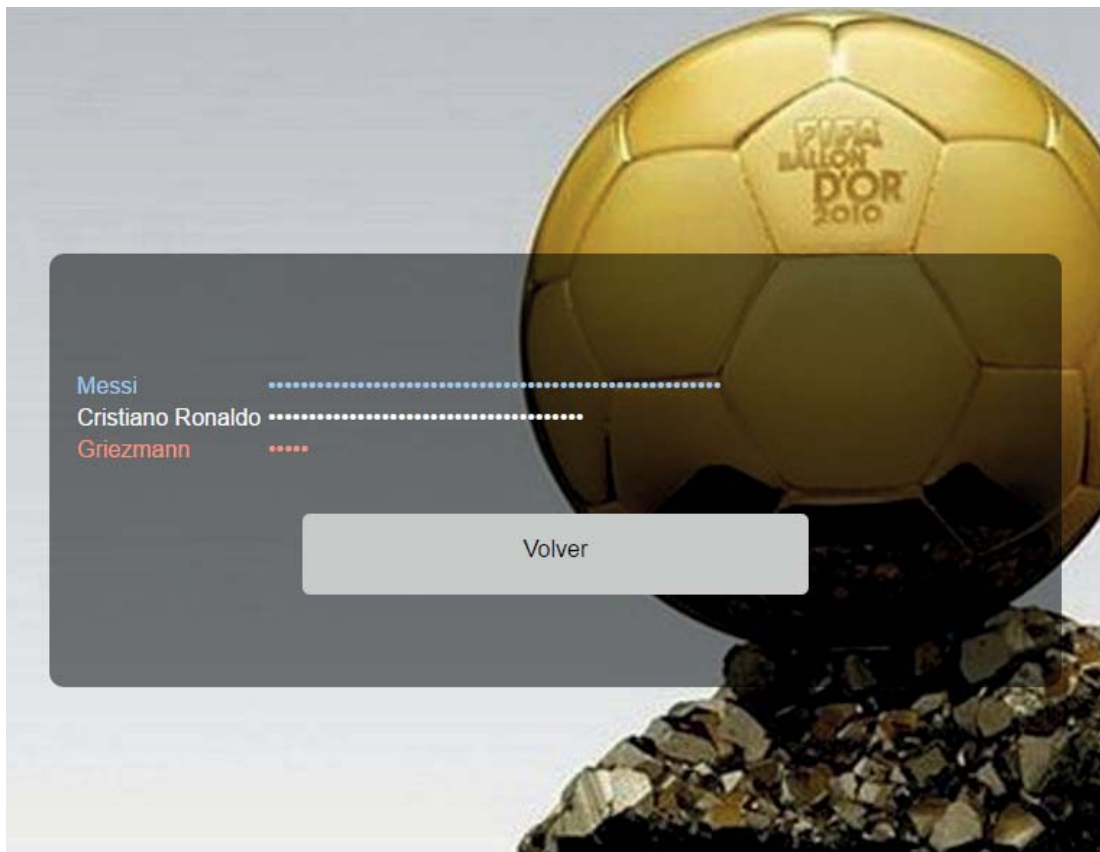 FIFA
BALLON
D'OR
2010
Messi
Cristiano Ronaldo
Griezmann
Volver